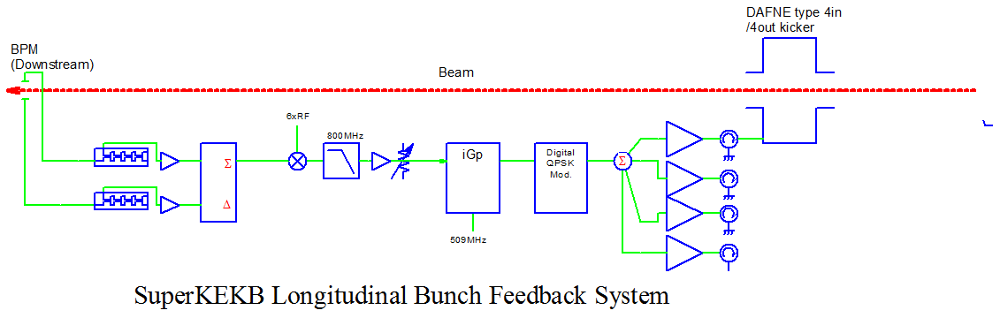 DAFNE type 4in
/4out kicker
BPM
(Downstream)
Beam
6xRF
800MHz
Σ
Δ
iGp
Digital
QPSK
Mod.
Σ
509MHz
SuperKEKB Longitudinal Bunch Feedback System